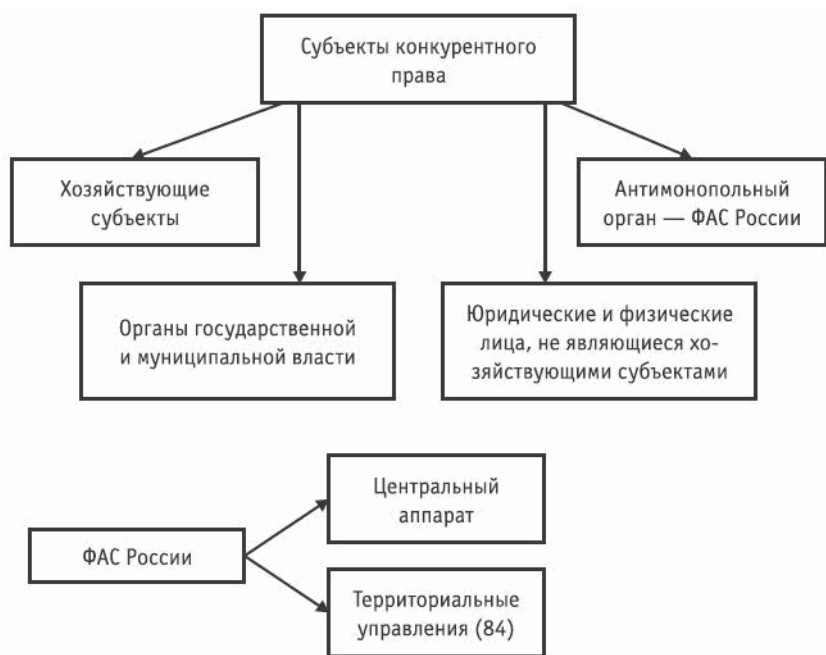 Субъекты конкурентного
права
Хозяйствующие
субъекты
Антимонопольный
орган — ФАС России
Органы государственной
и муниципальной власти
Юридические и физические
лица, не являющиеся хо-
зяйствующими субъектами
Центральный
аппарат
ФАС России
Территориальные
управления (84)